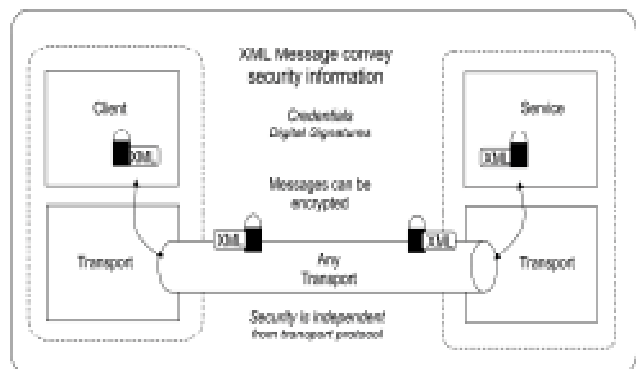 XML Message convey
security information
Client
Service
Credentials
Digital Signatures
XML
XML
Messages can be
encrypted
XML
XML
Transport
Any
Transport
Transport
Security is independent
from transport protocol